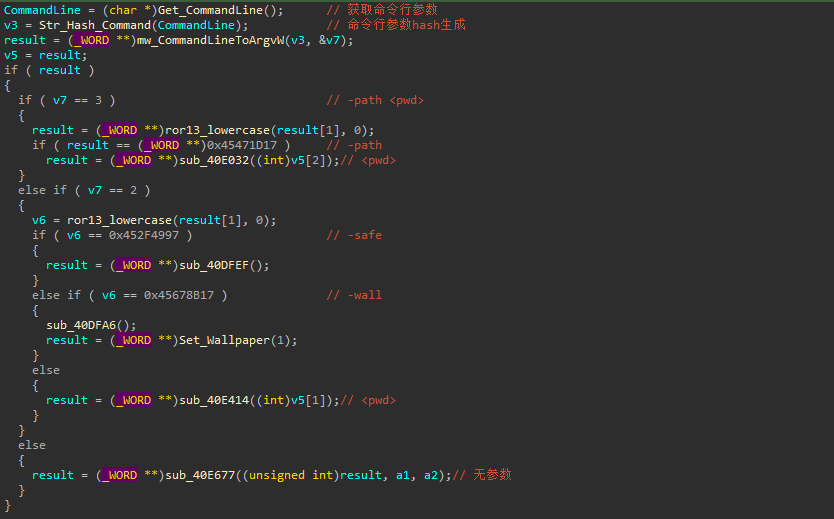 CommandLine = (char *)Get_CommandLine();      // 获取命令行参数
v3 = Str_Hash_Command(CommandLine);           // 命令行参数hash生成
result = (_WORD **)mw_CommandLineToArgvW(v3, &v7);
v5 = result;
if ( result )
{
  if ( v7 == 3 )                              // -path <pwd>
  {
    result = (_WORD **)ror13_lowercase(result[1], 0);
    if ( result == (_WORD **)0x45471D17 )     // -path
      result = (_WORD **)sub_40E032((int)v5[2]);// <pwd>
  }
  else if ( v7 == 2 )
  {
    v6 = ror13_lowercase(result[1], 0);
    if ( v6 == 0x452F4997 )                   // -safe
    {
      result = (_WORD **)sub_40DFEF();
    }
    else if ( v6 == 0x45678B17 )              // -wall
    {
      sub_40DFA6();
      result = (_WORD **)Set_Wallpaper(1);
    }
    else
    {
      result = (_WORD **)sub_40E414((int)v5[1]);// <pwd>
    }
  }
  else
  {
    result = (_WORD **)sub_40E677((unsigned int)result, a1, a2);// 无参数
  }
}